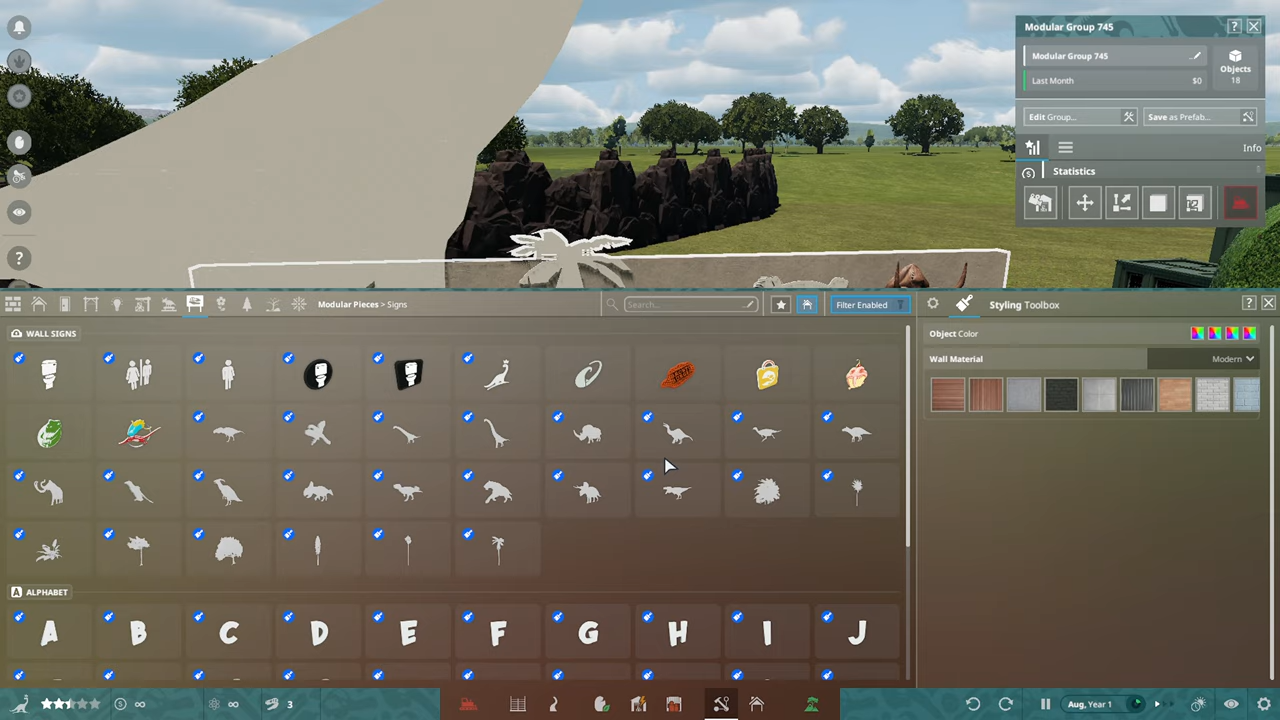 Modular Group 745
?
Modular Group 745
Last Month
$0
Objects
18
Edit Group...
Save as Prefab...
Info
Statistics
Modular Pieces > Signs
Search...
Filter Enabled
Styling Toolbox
?
WALL SIGNS
Object Color
Wall Material
Modern
A ALPHABET
A B C D E F G H I J
∞
∞
3
Aug, Year 1
?